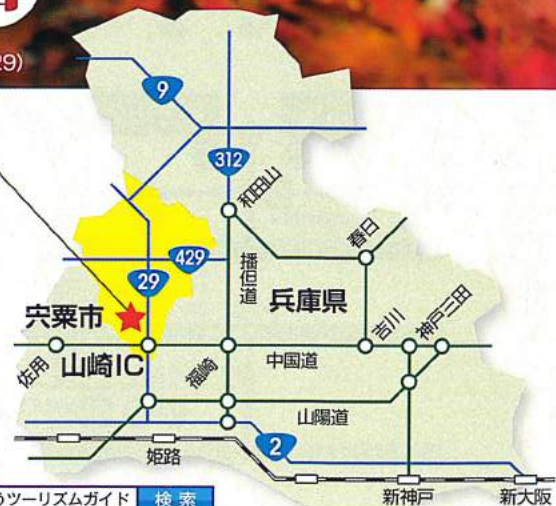 29)
9
312
和田山
春日
429
29
播但道
兵庫県
宍粟市
吉川
神戸三田
佐用
山崎IC
福崎
中国道
山陽道
2
姫路
うツーリズムガイド 検索
新神戸
新大阪